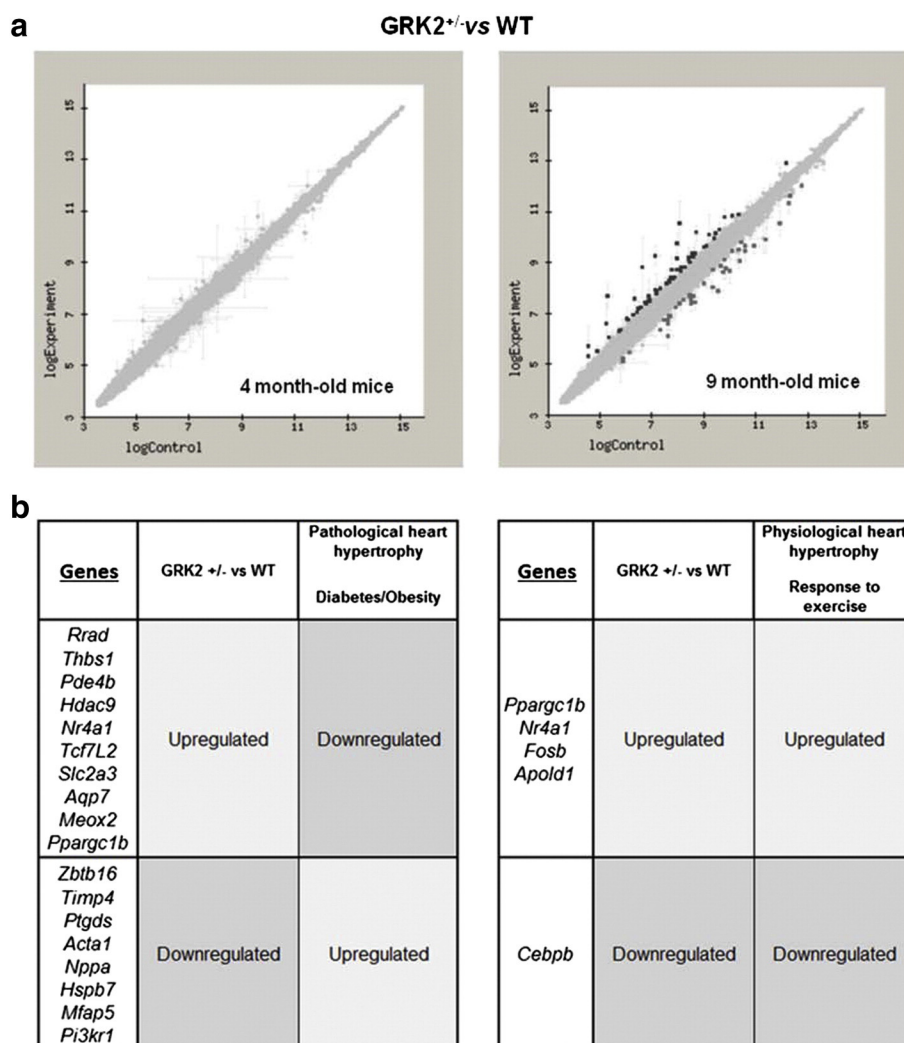 a
GRK2+/- vs WT
15
13
11
9
7
5
3
logExperiment
4 month-old mice
3 5 7 9 11 13 15
logControl
15
13
11
9
7
5
3
logExperiment
9 month-old mice
3 5 7 9 11 13 15
logControl
b
Genes
GRK2 +/- vs WT
Pathological heart
hypertrophy
Diabetes/Obesity
Rrad
Thbs1
Pde4b
Hdac9
Nr4a1
Tcf7L2
Slc2a3
Aqp7
Meox2
Ppargc1b
Upregulated
Downregulated
Zbtb16
Timp4
Ptgds
Acta1
Nppa
Hspb7
Mfap5
Pi3kr1
Downregulated
Upregulated
Genes
GRK2 +/- vs WT
Physiological heart
hypertrophy
Response to
exercise
Ppargc1b
Nr4a1
Fosb
Apold1
Upregulated
Upregulated
Cebpb
Downregulated
Downregulated